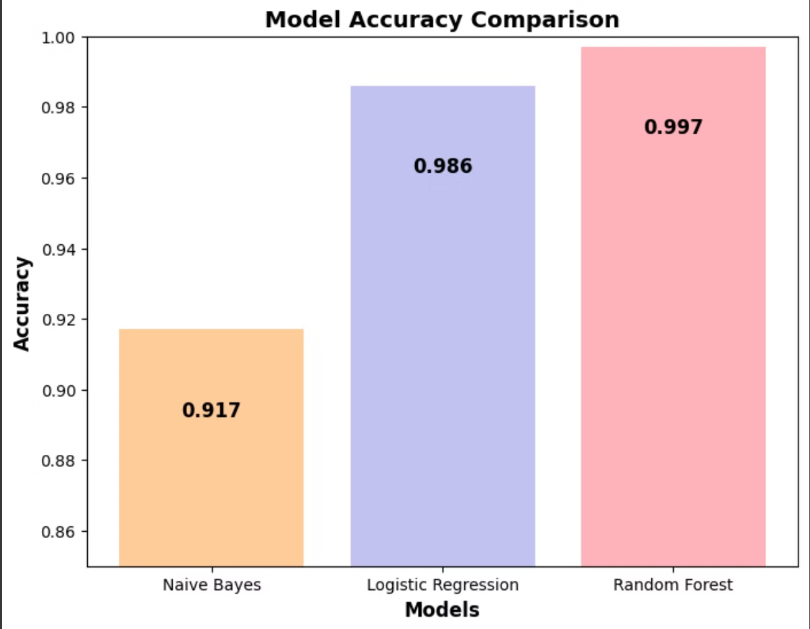 Model Accuracy Comparison
1.00
0.98
0.96
0.94
0.92
0.90
0.88
0.86
Accuracy
0.917
0.986
0.997
Naive Bayes
Logistic Regression
Random Forest
Models